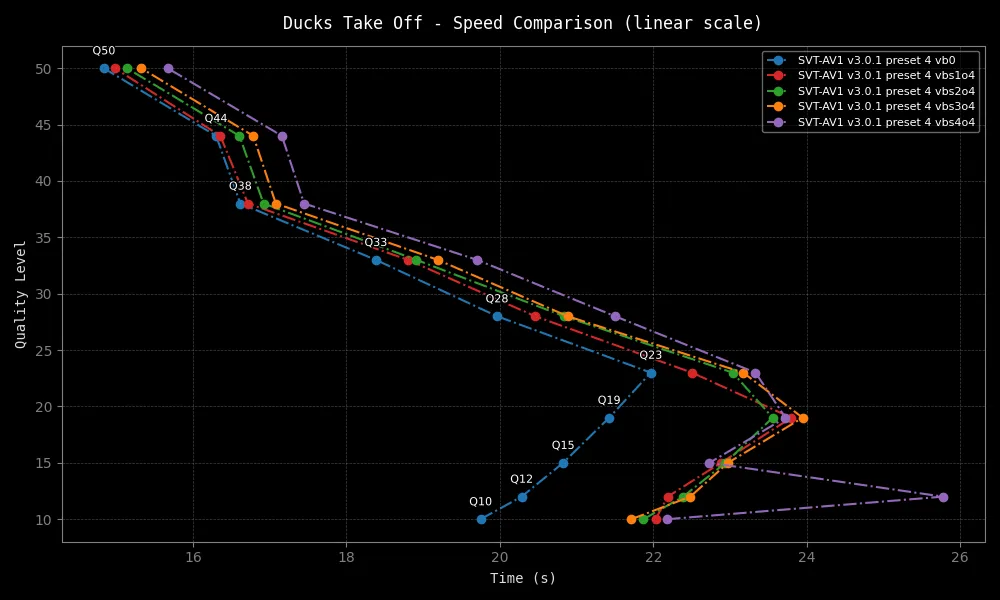 Ducks Take Off - Speed Comparison (linear scale)
SVT-AV1 v3.0.1 preset 4 vb0
SVT-AV1 v3.0.1 preset 4 vbs1o4
SVT-AV1 v3.0.1 preset 4 vbs2o4
SVT-AV1 v3.0.1 preset 4 vbs3o4
SVT-AV1 v3.0.1 preset 4 vbs4o4
Quality Level
50
45
40
35
30
25
20
15
10
Q50
Q44
Q38
Q33
Q28
Q23
Q19
Q15
Q12
Q10
16 18 20 22 24 26
Time (s)